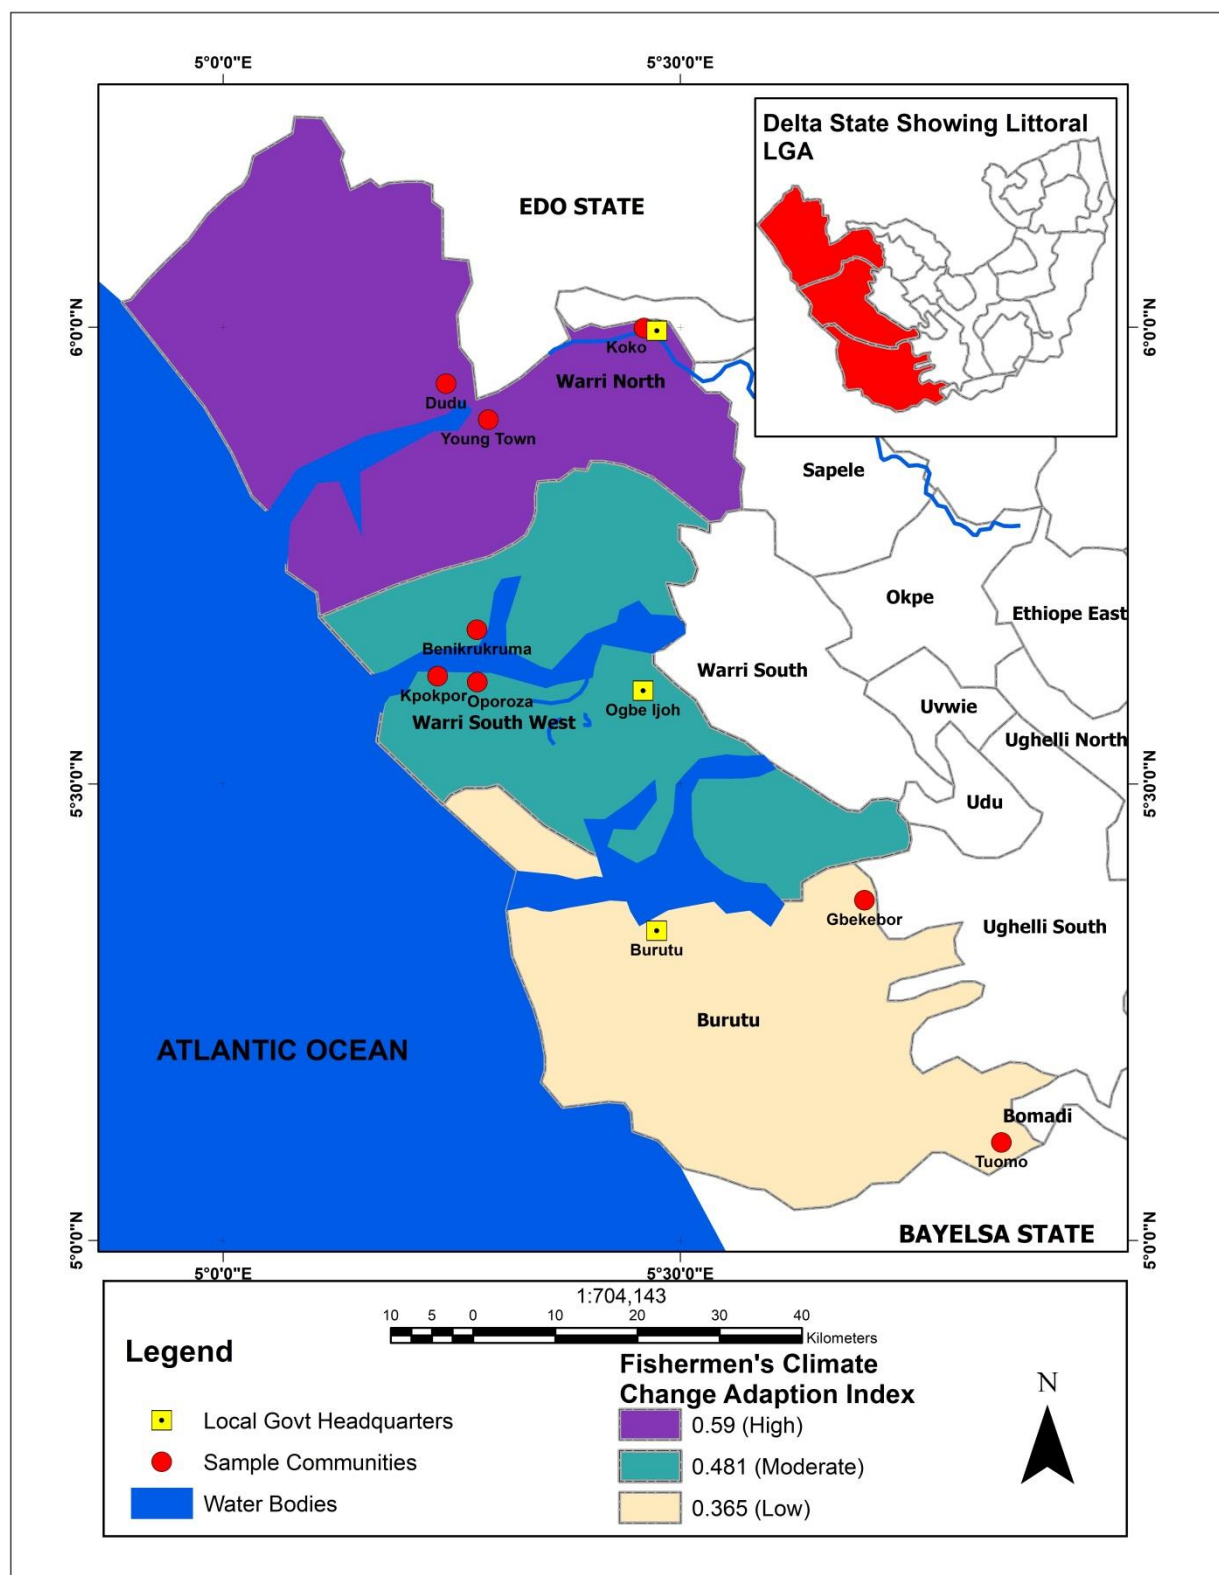 5°0'0"E
5°30'0"E
Delta State Showing Littoral
LGA
EDO STATE
6°0'0"N
6°0'0"N
Koko
Warri North
Dudu
Young Town
Sapele
Okpe
Ethiope East
Benikrukruma
Warri South
Kpokpor
Oporoza
Ogbe Ijoh
Uvwie
Warri South West
Ughelli North
5°30'0"N
5°30'0"N
Udu
Gbekebor
Ughelli South
Burutu
Burutu
ATLANTIC OCEAN
Bomadi
Tuomo
BAYELSA STATE
5°0'0"N
5°0'0"N
5°0'0"E
5°30'0"E
1:704,143
10 5 0 10 20 30 40
Kilometers
Legend
Local Govt Headquarters
Sample Communities
Water Bodies
Fishermen's Climate
Change Adaption Index
0.59 (High)
0.481 (Moderate)
0.365 (Low)
N